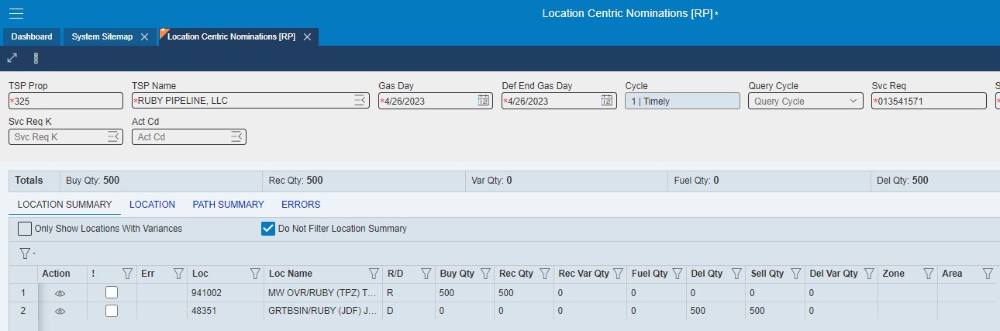 Location Centric Nominations [RP]*
Dashboard System Sitemap Location Centric Nominations [RP]
TSP Prop TSP Name Gas Day Def End Gas Day Cycle Query Cycle Svc Req S
*325 *RUBY PIPELINE, LLC *4/26/2023 *4/26/2023 1 | Timely Query Cycle *013541571 *
Svc Req K Act Cd
Svc Req K Act Cd
Totals Buy Qty: 500 Rec Qty: 500 Var Qty: 0 Fuel Qty: 0 Del Qty: 500
LOCATION SUMMARY LOCATION PATH SUMMARY ERRORS
Only Show Locations With Variances Do Not Filter Location Summary
Action ! Err Loc Loc Name R/D Buy Qty Rec Qty Rec Var Qty Fuel Qty Del Qty Sell Qty Del Var Qty Zone Area
1 941002 MW OVR/RUBY (TPZ) T... R 500 500 0 0 0 0 0
2 48351 GRTBSIN/RUBY (JDF) J... D 0 0 0 0 500 500 0